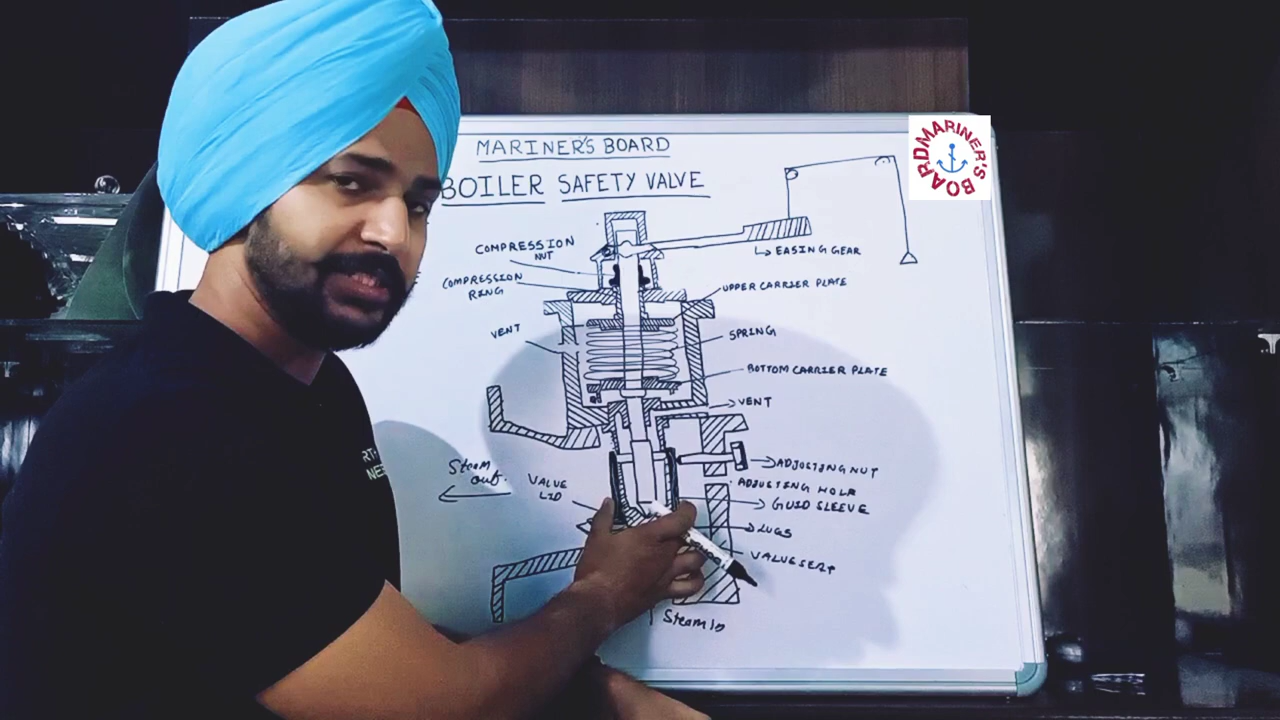 MARINER'S BOARD
BOILER SAFETY VALVE
MARINER'S
BOARD
COMPRESSION
NUT
EASING GEAR
COMPRESSION
RING
UPPER CARRIER PLATE
VENT
SPRING
BOTTOM CARRIER PLATE
VENT
Steam
out.
VALVE
LID
ADJUSTING NUT
ADJUSTING HOLE
GUID SLEEVE
LUGS
VALVE SEAT
Steam In